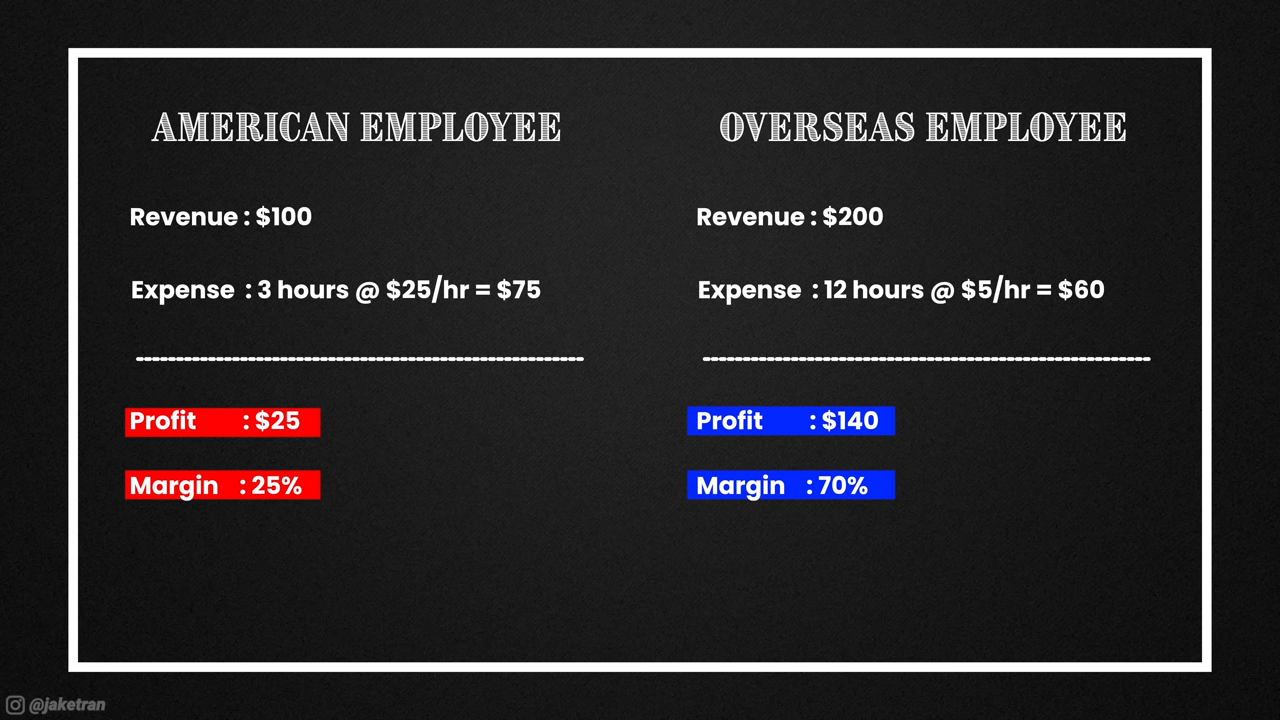 AMERICAN EMPLOYEE
Revenue : $100
Expense : 3 hours @ $25/hr = $75
--------------------------------------------------------
Profit : $25
Margin : 25%
OVERSEAS EMPLOYEE
Revenue : $200
Expense : 12 hours @ $5/hr = $60
--------------------------------------------------------
Profit : $140
Margin : 70%
@jaketran